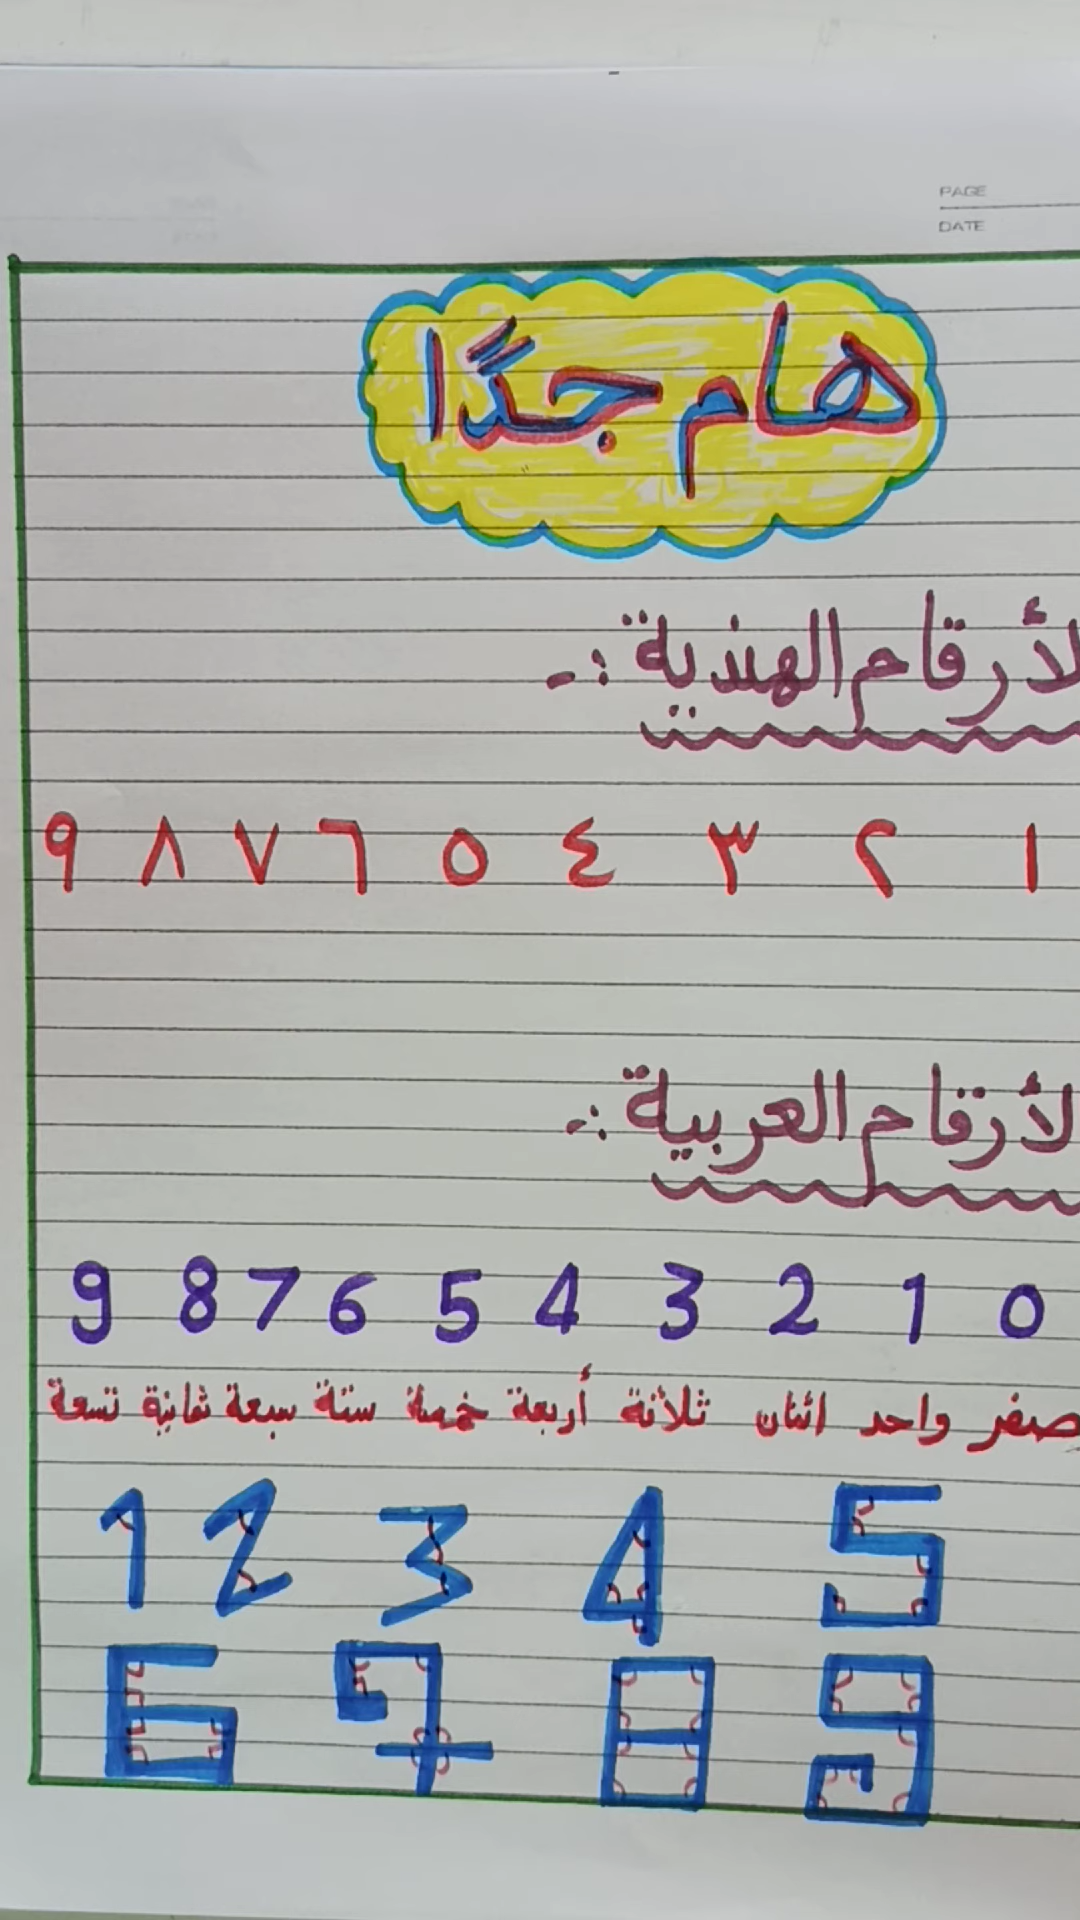 PAGE
DATE
هام جدًا
لأرقام الهندية :-
١ ٢ ٣ ٤ ٥ ٦ ٧ ٨ ٩
لأرقام العربية :-
0 1 2 3 4 5 6 7 8 9
صفر واحد اثنان ثلاثة أربعة خمسة ستة سبعة ثمانية تسعة
1 2 3 4 5
6 7 8 9